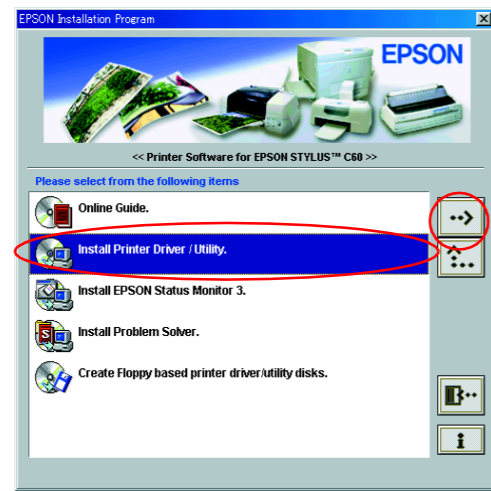 EPSON Installation Program
EPSON
<< Printer Software for EPSON STYLUS™ C60 >>
Please select from the following items
Online Guide.
Install Printer Driver / Utility.
Install EPSON Status Monitor 3.
Install Problem Solver.
Create Floppy based printer driver/utility disks.